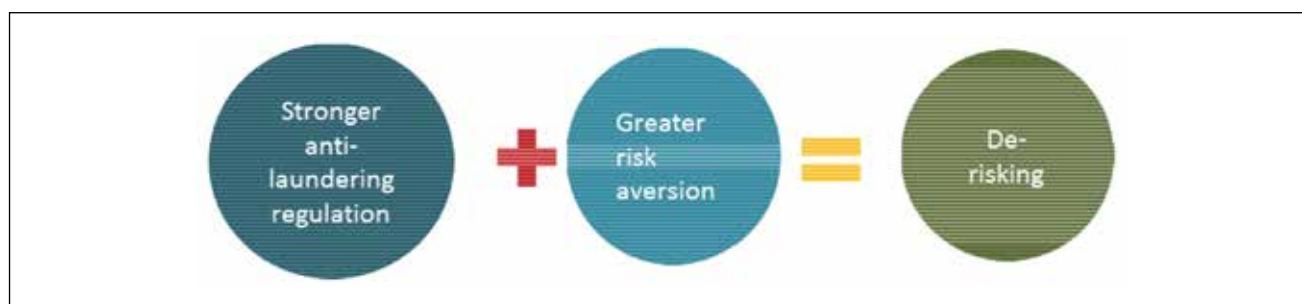 Stronger
anti-
laundering
regulation
Greater
risk
aversion
De-
risking